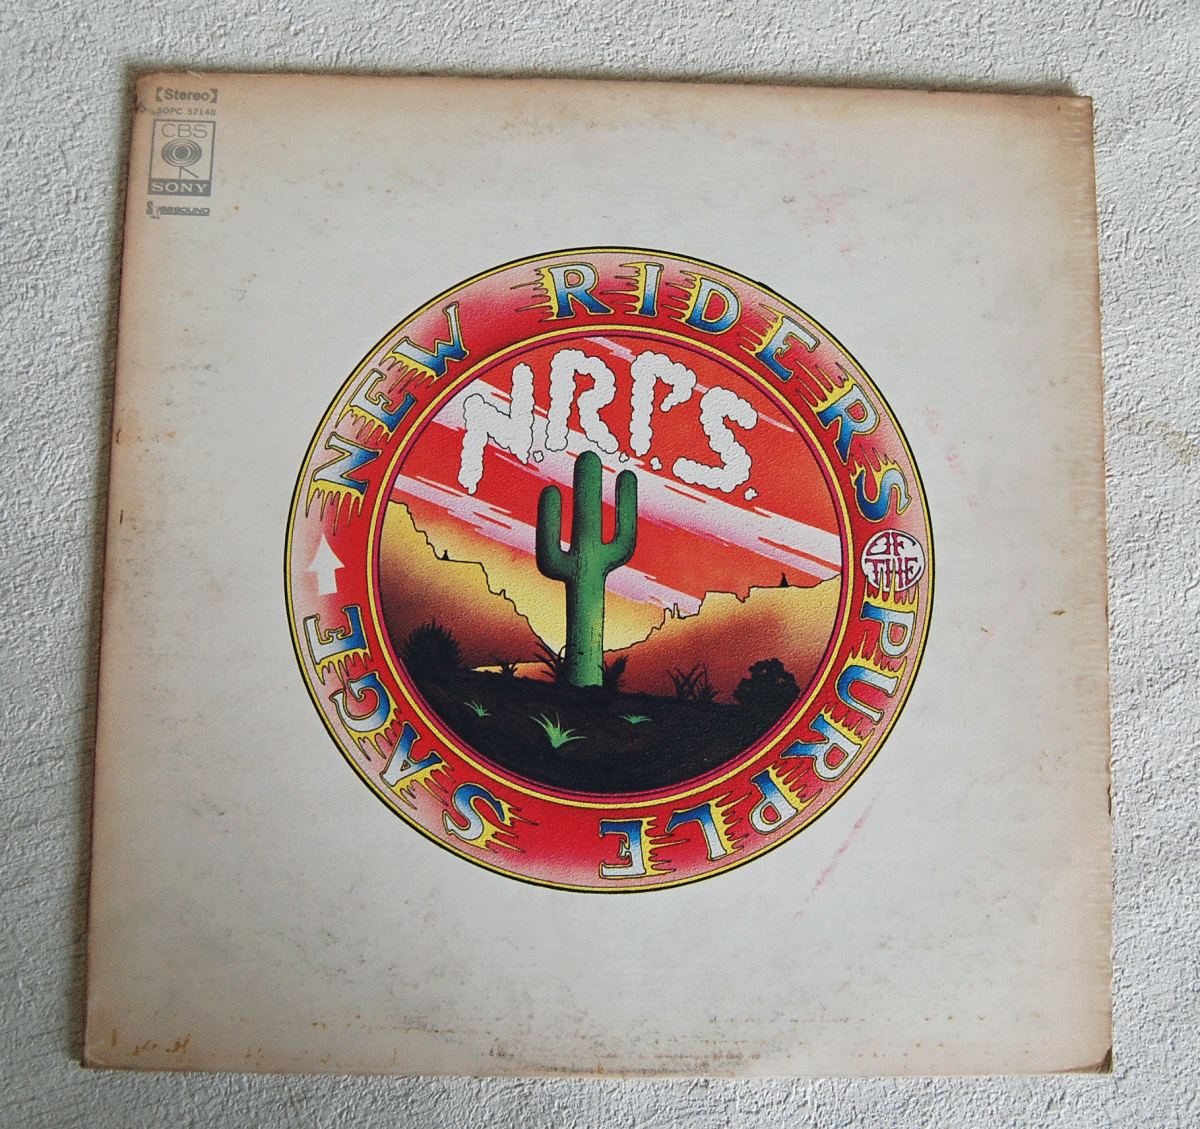 【Stereo】
SOPC 57148
CBS
SONY
NEW RIDERS OF THE PURPLE SAGE
N.R.P.S.